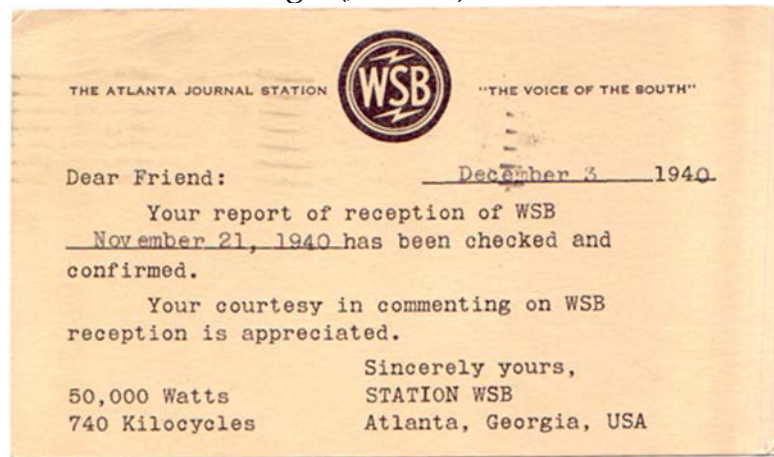 THE ATLANTA JOURNAL STATION WSB "THE VOICE OF THE SOUTH"
Dear Friend: December 3 1940.
Your report of reception of WSB
November 21, 1940 has been checked and
confirmed.
Your courtesy in commenting on WSB
reception is appreciated.
Sincerely yours,
50,000 Watts STATION WSB
740 Kilocycles Atlanta, Georgia, USA